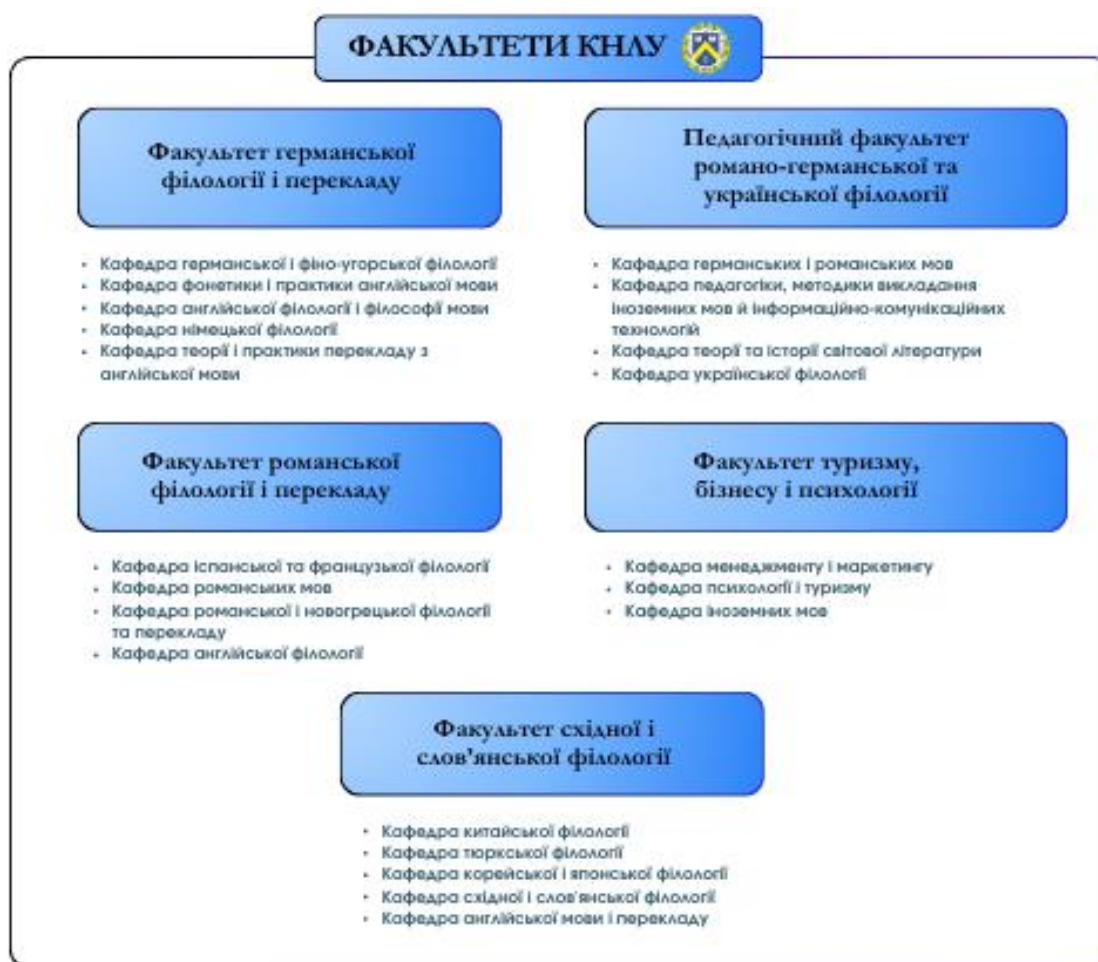 ФАКУЛЬТЕТИ КНЛУ
Факультет германської
філології і перекладу
• Кафедра германської і фіно-угорської філології
• Кафедра фонетики і практики англійської мови
• Кафедра англійської філології і філософії мови
• Кафедра німецької філології
• Кафедра теорії і практики перекладу з
англійської мови
Педагогічний факультет
романо-германської та
української філології
• Кафедра германських і романських мов
• Кафедра педагогіки, методики викладання
іноземних мов й інформаційно-комунікаційних
технологій
• Кафедра теорії та історії світової літератури
• Кафедра української філології
Факультет романської
філології і перекладу
• Кафедра іспанської та французької філології
• Кафедра романських мов
• Кафедра романської і новогрецької філології
та перекладу
• Кафедра англійської філології
Факультет туризму,
бізнесу і психології
• Кафедра менеджменту і маркетингу
• Кафедра психології і туризму
• Кафедра іноземних мов
Факультет східної і
слов’янської філології
• Кафедра китайської філології
• Кафедра тюркської філології
• Кафедра корейської і японської філології
• Кафедра східної і слов'янської філології
• Кафедра англійської мови і перекладу